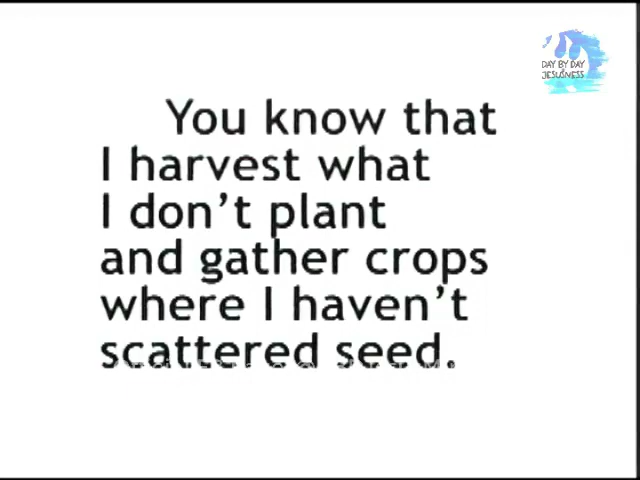 DAY BY DAY
JESUSNESS
You know that
I harvest what
I don't plant
and gather crops
where I haven't
scattered seed.